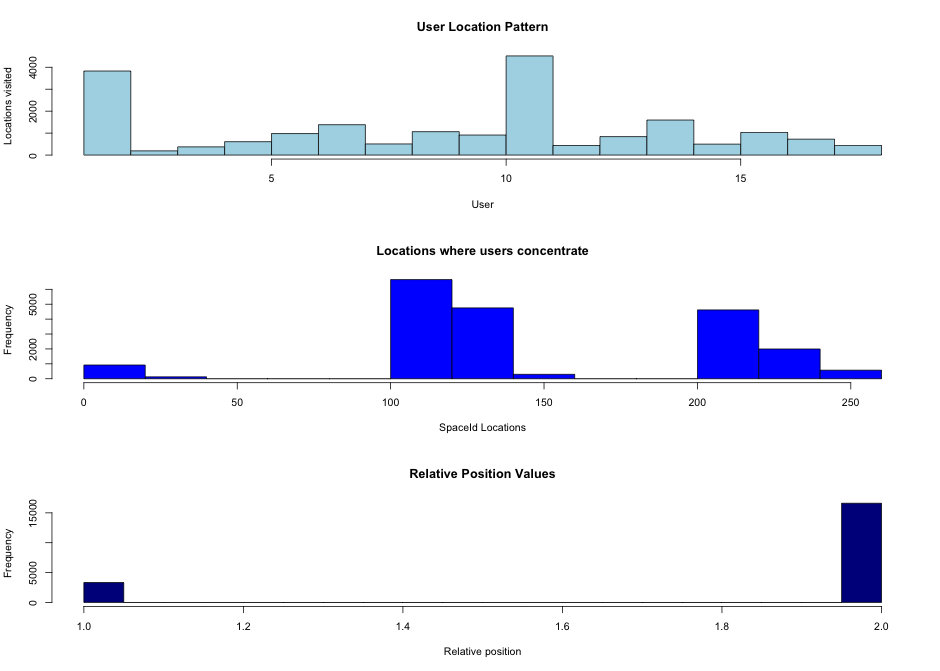 User Location Pattern
Locations visited
0 2000 4000
5 10 15
User
Locations where users concentrate
Frequency
0 2000 5000
0 50 100 150 200 250
SpaceId Locations
Relative Position Values
Frequency
0 5000 15000
1.0 1.2 1.4 1.6 1.8 2.0
Relative position